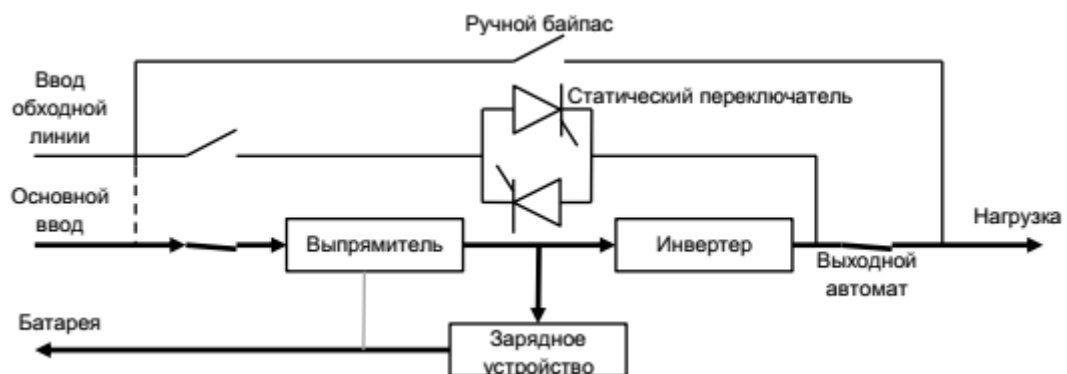 Ручной байпас
Ввод
обходной
линии
Статический переключатель
Основной
ввод
Выпрямитель
Инвертер
Нагрузка
Выходной
автомат
Батарея
Зарядное
устройство